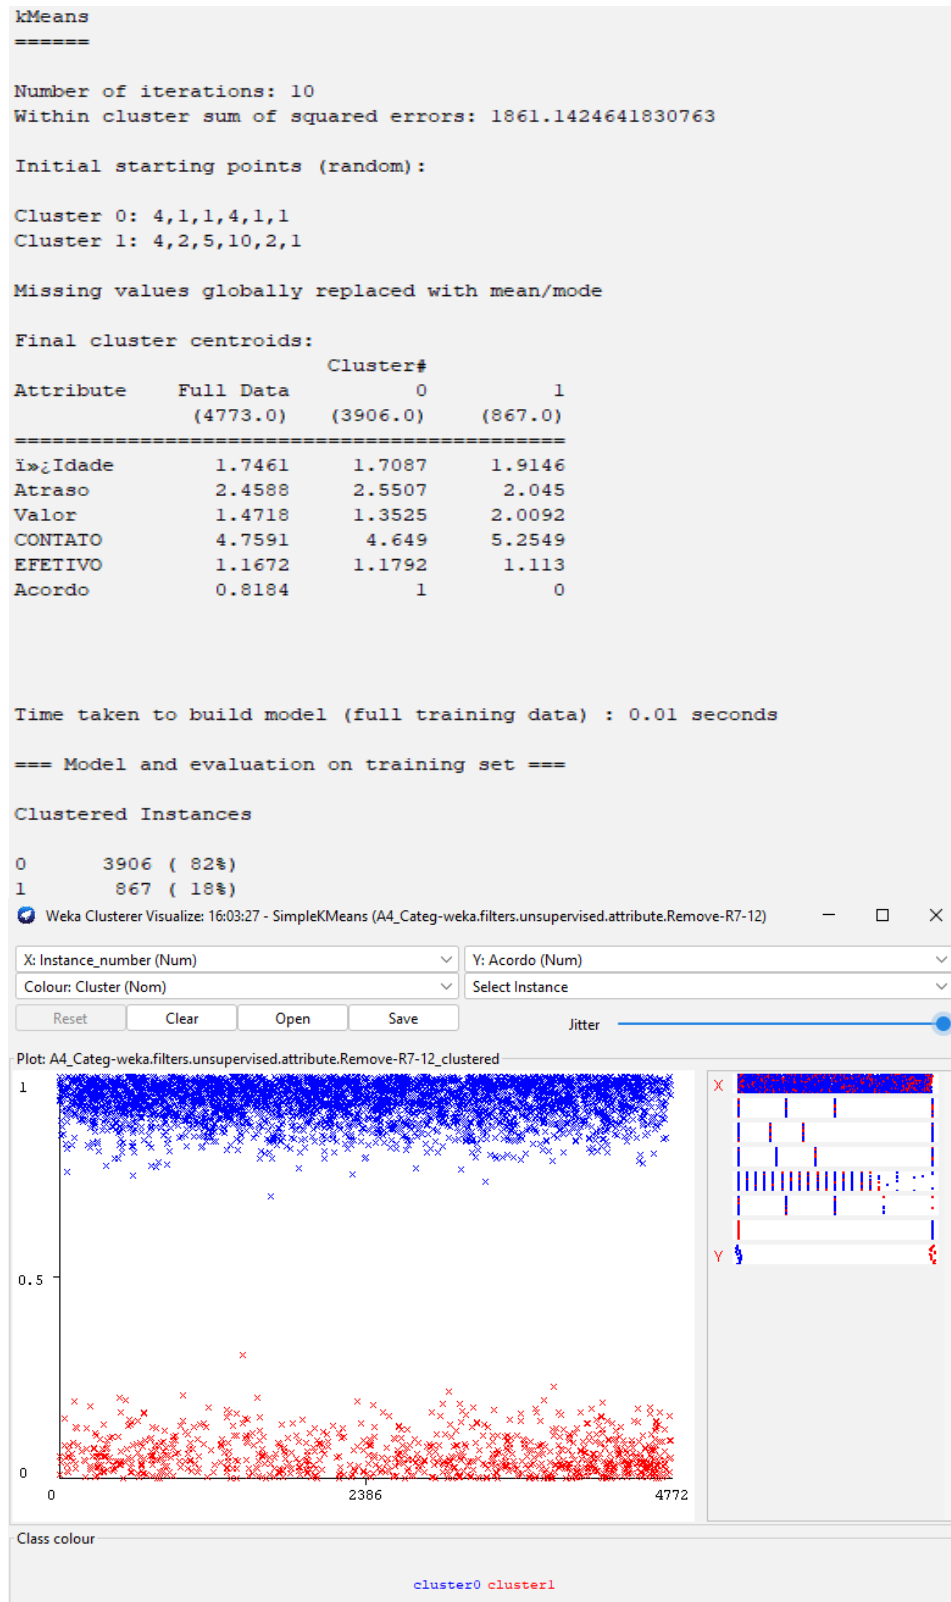 kMeans
======
Number of iterations: 10
Within cluster sum of squared errors: 1861.1424641830763
Initial starting points (random):
Cluster 0: 4,1,1,4,1,1
Cluster 1: 4,2,5,10,2,1
Missing values globally replaced with mean/mode
Final cluster centroids:
Cluster#
Attribute Full Data 0 1
(4773.0) (3906.0) (867.0)
==============================================
ï»¿Idade 1.7461 1.7087 1.9146
Atraso 2.4588 2.5507 2.045
Valor 1.4718 1.3525 2.0092
CONTATO 4.7591 4.649 5.2549
EFETIVO 1.1672 1.1792 1.113
Acordo 0.8184 1 0
Time taken to build model (full training data) : 0.01 seconds
=== Model and evaluation on training set ===
Clustered Instances
0 3906 ( 82%)
1 867 ( 18%)
Weka Clusterer Visualize: 16:03:27 - SimpleKMeans (A4_Categ-weka.filters.unsupervised.attribute.Remove-R7-12)
X: Instance_number (Num) Y: Acordo (Num)
Colour: Cluster (Nom) Select Instance
Reset Clear Open Save Jitter
Plot: A4_Categ-weka.filters.unsupervised.attribute.Remove-R7-12_clustered
1 X
Y
0.5
0
0 2386 4772
Class colour
cluster0 cluster1